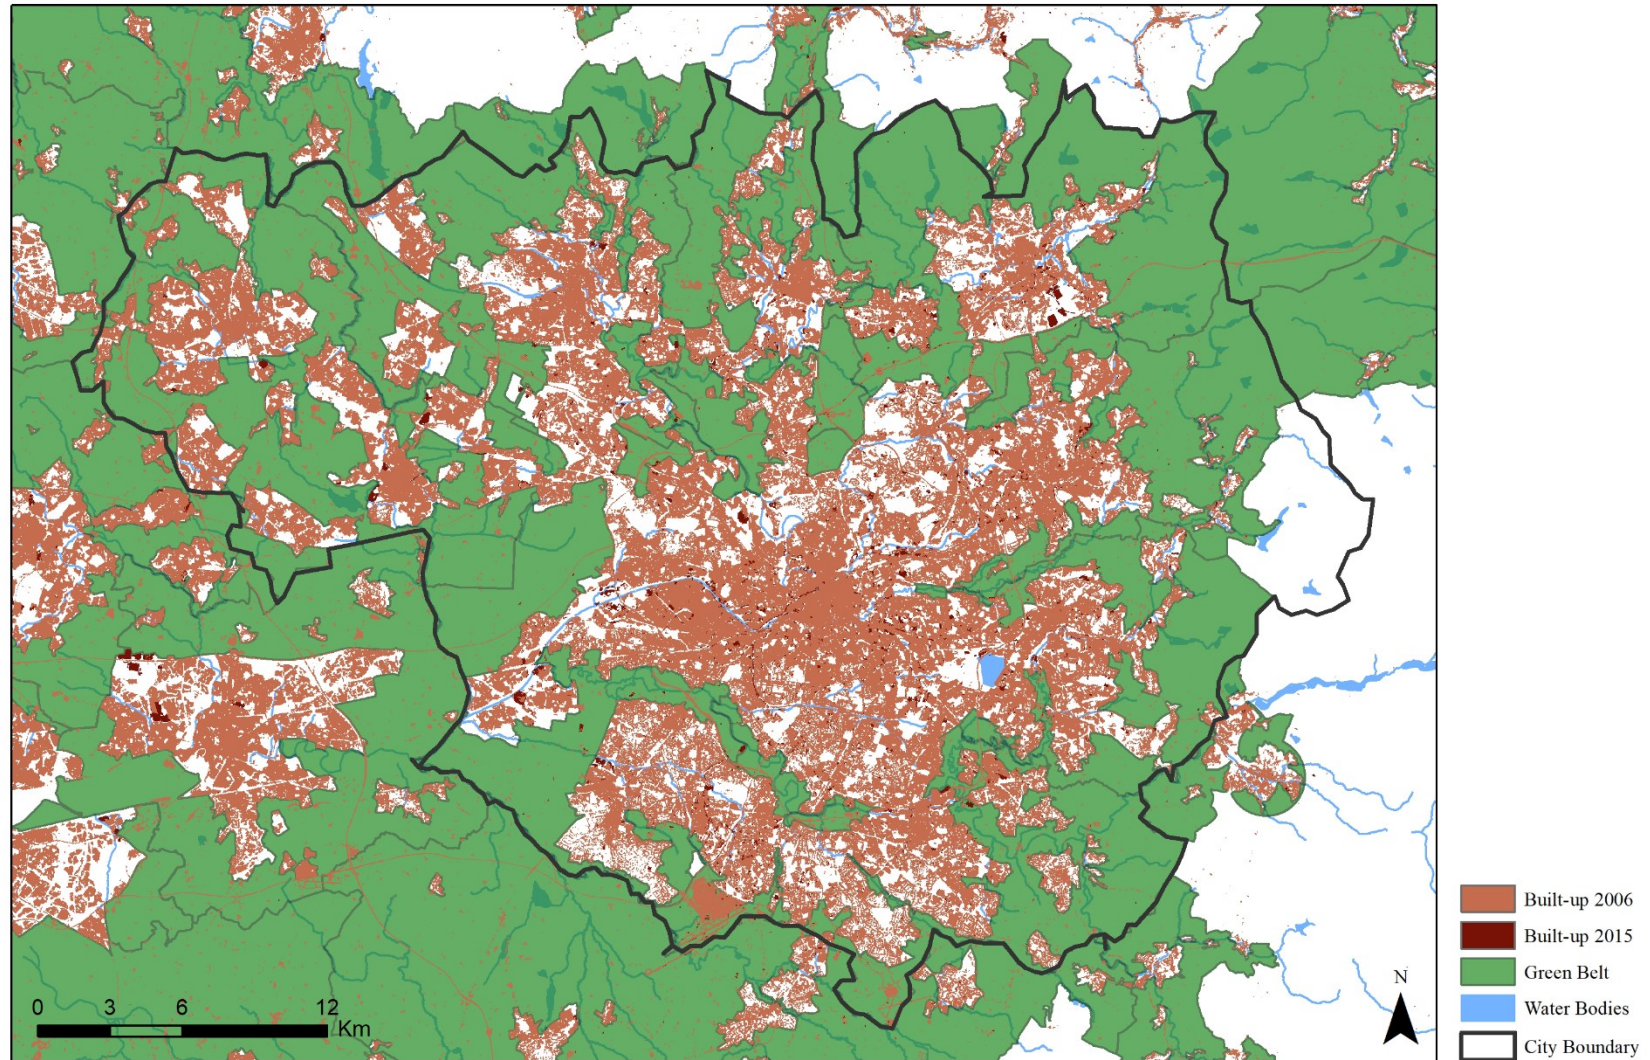 Built-up 2006
Built-up 2015
Green Belt
Water Bodies
City Boundary
N
0 3 6 12
Km